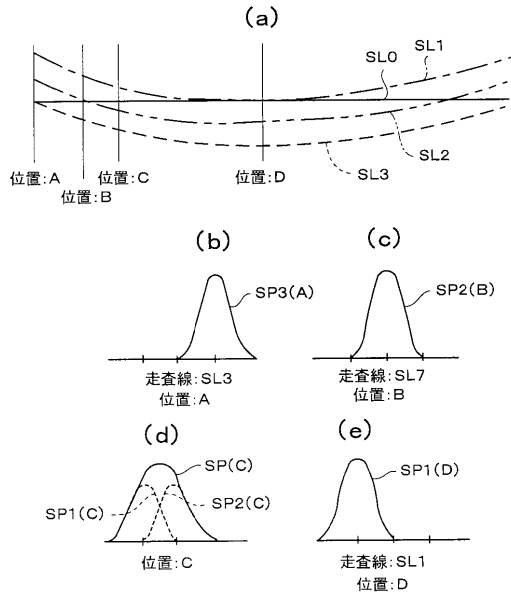 (a)
SL1
SL0
SL2
SL3
位置:A
位置:B
位置:C
位置:D
(b)
SP3(A)
走査線:SL3
位置:A
(c)
SP2(B)
走査線:SL7
位置:B
(d)
SP(C)
SP1(C)
SP2(C)
位置:C
(e)
SP1(D)
走査線:SL1
位置:D